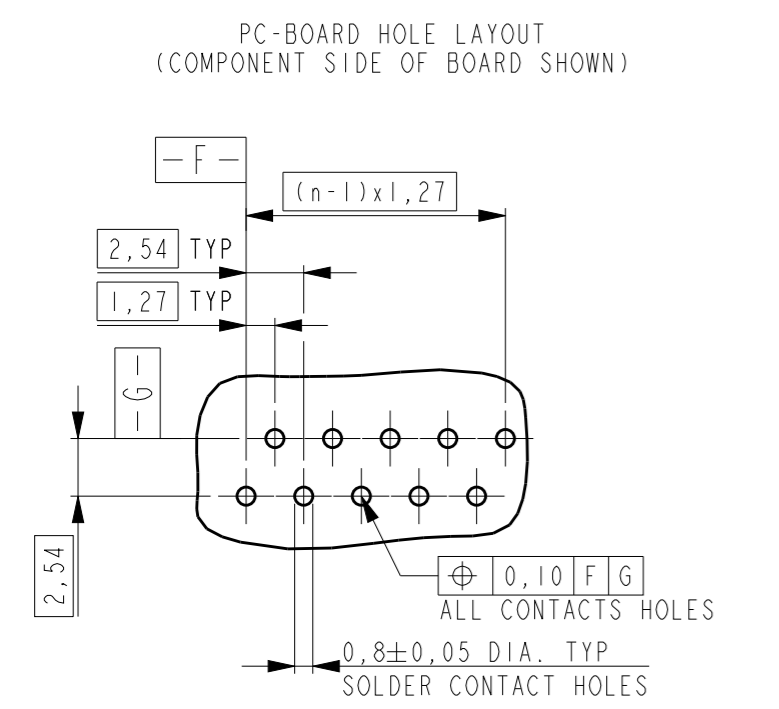 PC-BOARD HOLE LAYOUT
(COMPONENT SIDE OF BOARD SHOWN)
-F-
(n-1)x1,27
2,54 TYP
1,27 TYP
-G-
2,54
⌖ 0,10 F G
ALL CONTACTS HOLES
0,8±0,05 DIA. TYP
SOLDER CONTACT HOLES